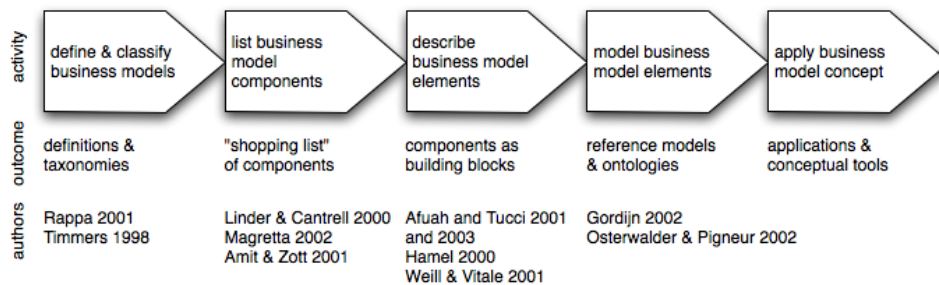 activity
define & classify
business models
list business
model
components
describe
business model
elements
model business
model elements
apply business
model concept
outcome
definitions &
taxonomies
"shopping list"
of components
components as
building blocks
reference models
& ontologies
applications &
conceptual tools
authors
Rappa 2001
Timmers 1998
Linder & Cantrell 2000
Magretta 2002
Amit & Zott 2001
Afuah and Tucci 2001
and 2003
Hamel 2000
Weill & Vitale 2001
Gordijn 2002
Osterwalder & Pigneur 2002